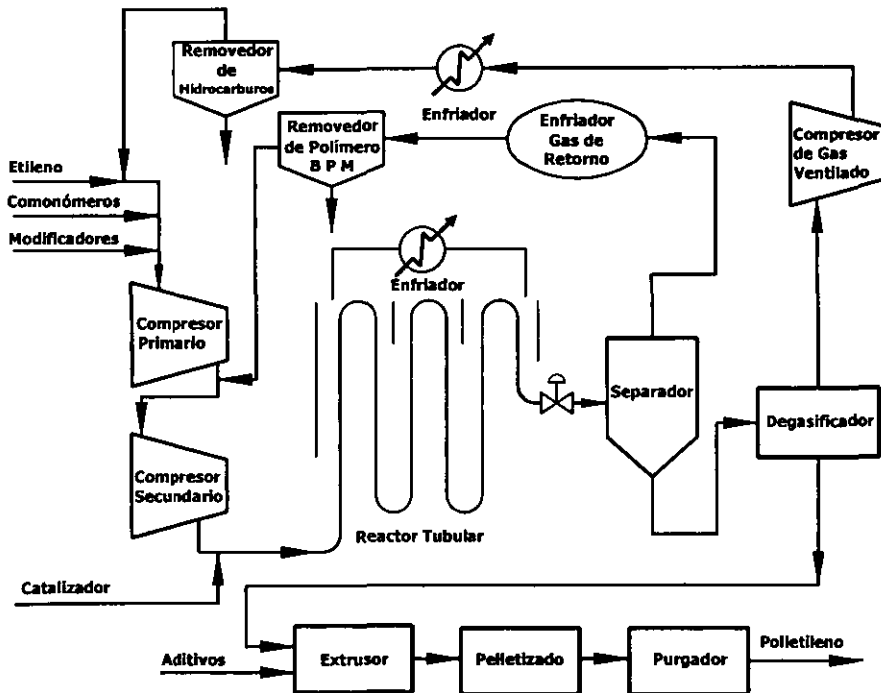 Removedor
de
Hidrocarburos
Enfriador
Compresor
de Gas
Ventilado
Removedor
de Polímero
B P M
Enfriador
Gas de
Retorno
Etileno
Comonómeros
Modificadores
Enfriador
Compresor
Primario
Separador
Degasificador
Compresor
Secundario
Reactor Tubular
Catalizador
Aditivos
Extrusor
Pelletizado
Purgador
Polletileno